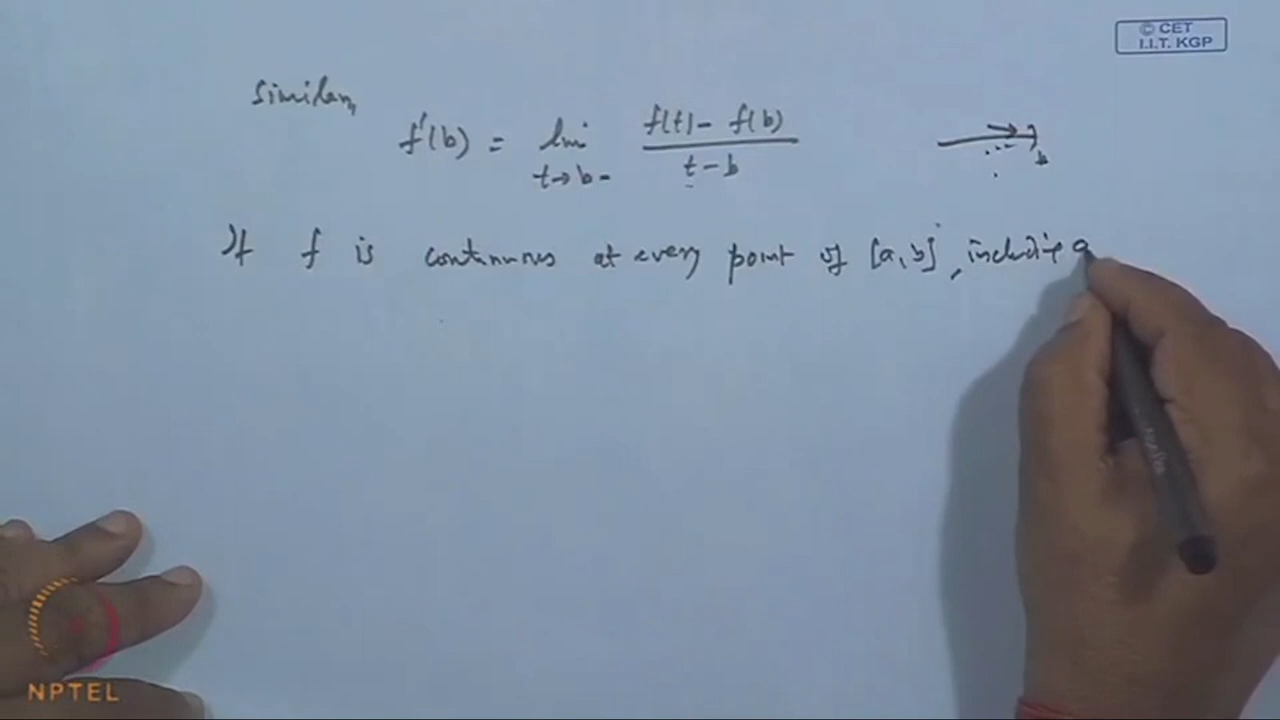 © CET
I.I.T. KGP
Similarly
f'(b) = lim t→b- f(t) - f(b) / t - b
b
If f is continuous at every point of [a, b], including a
NPTEL